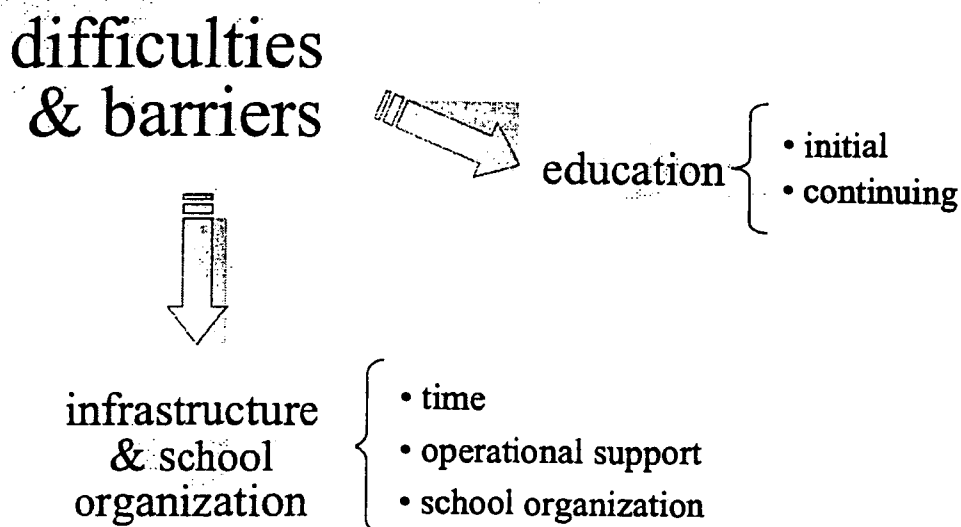 difficulties
& barriers
education
• initial
• continuing
infrastructure
& school
organization
• time
• operational support
• school organization